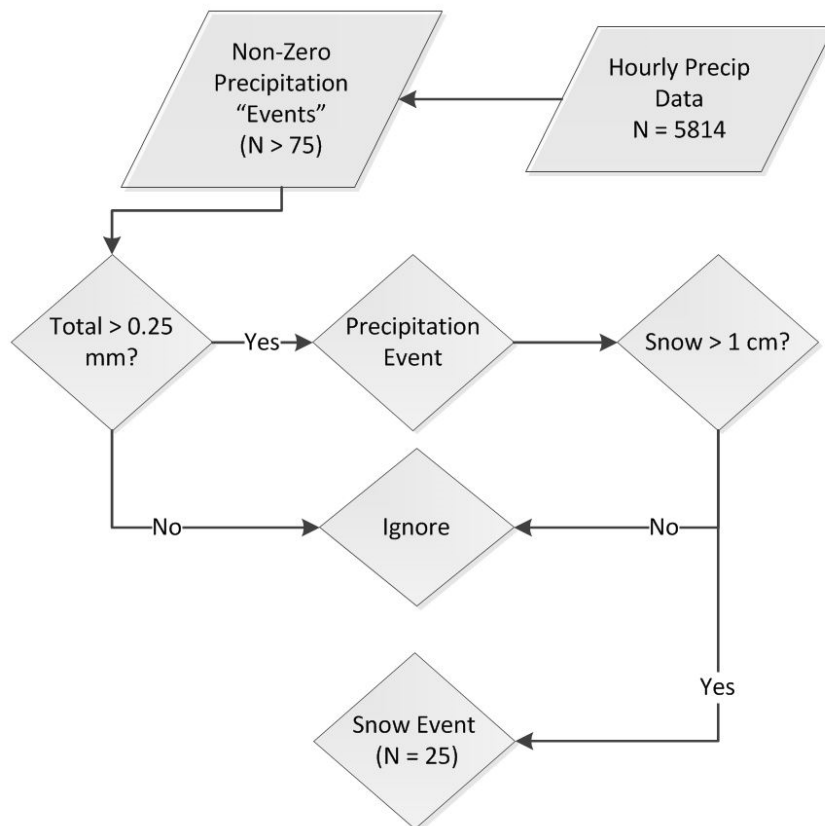 Non-Zero
Precipitation
“Events”
(N > 75)
Hourly Precip
Data
N = 5814
Total > 0.25
mm?
Yes
Precipitation
Event
Snow > 1 cm?
No
Ignore
No
Yes
Snow Event
(N = 25)